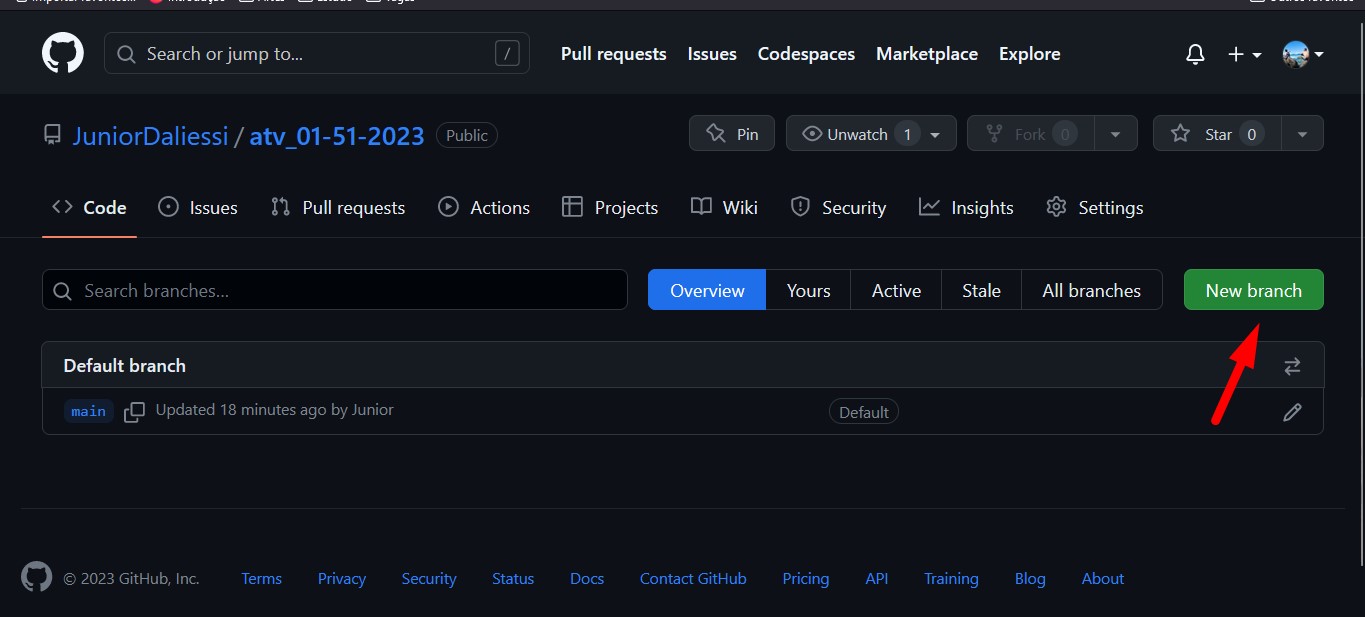 Search or jump to... / Pull requests Issues Codespaces Marketplace Explore
JuniorDaliessi / atv_01-51-2023 Public Pin Unwatch 1 Fork 0 Star 0
Code Issues Pull requests Actions Projects Wiki Security Insights Settings
Search branches... Overview Yours Active Stale All branches New branch
Default branch
main Updated 18 minutes ago by Junior Default
© 2023 GitHub, Inc. Terms Privacy Security Status Docs Contact GitHub Pricing API Training Blog About